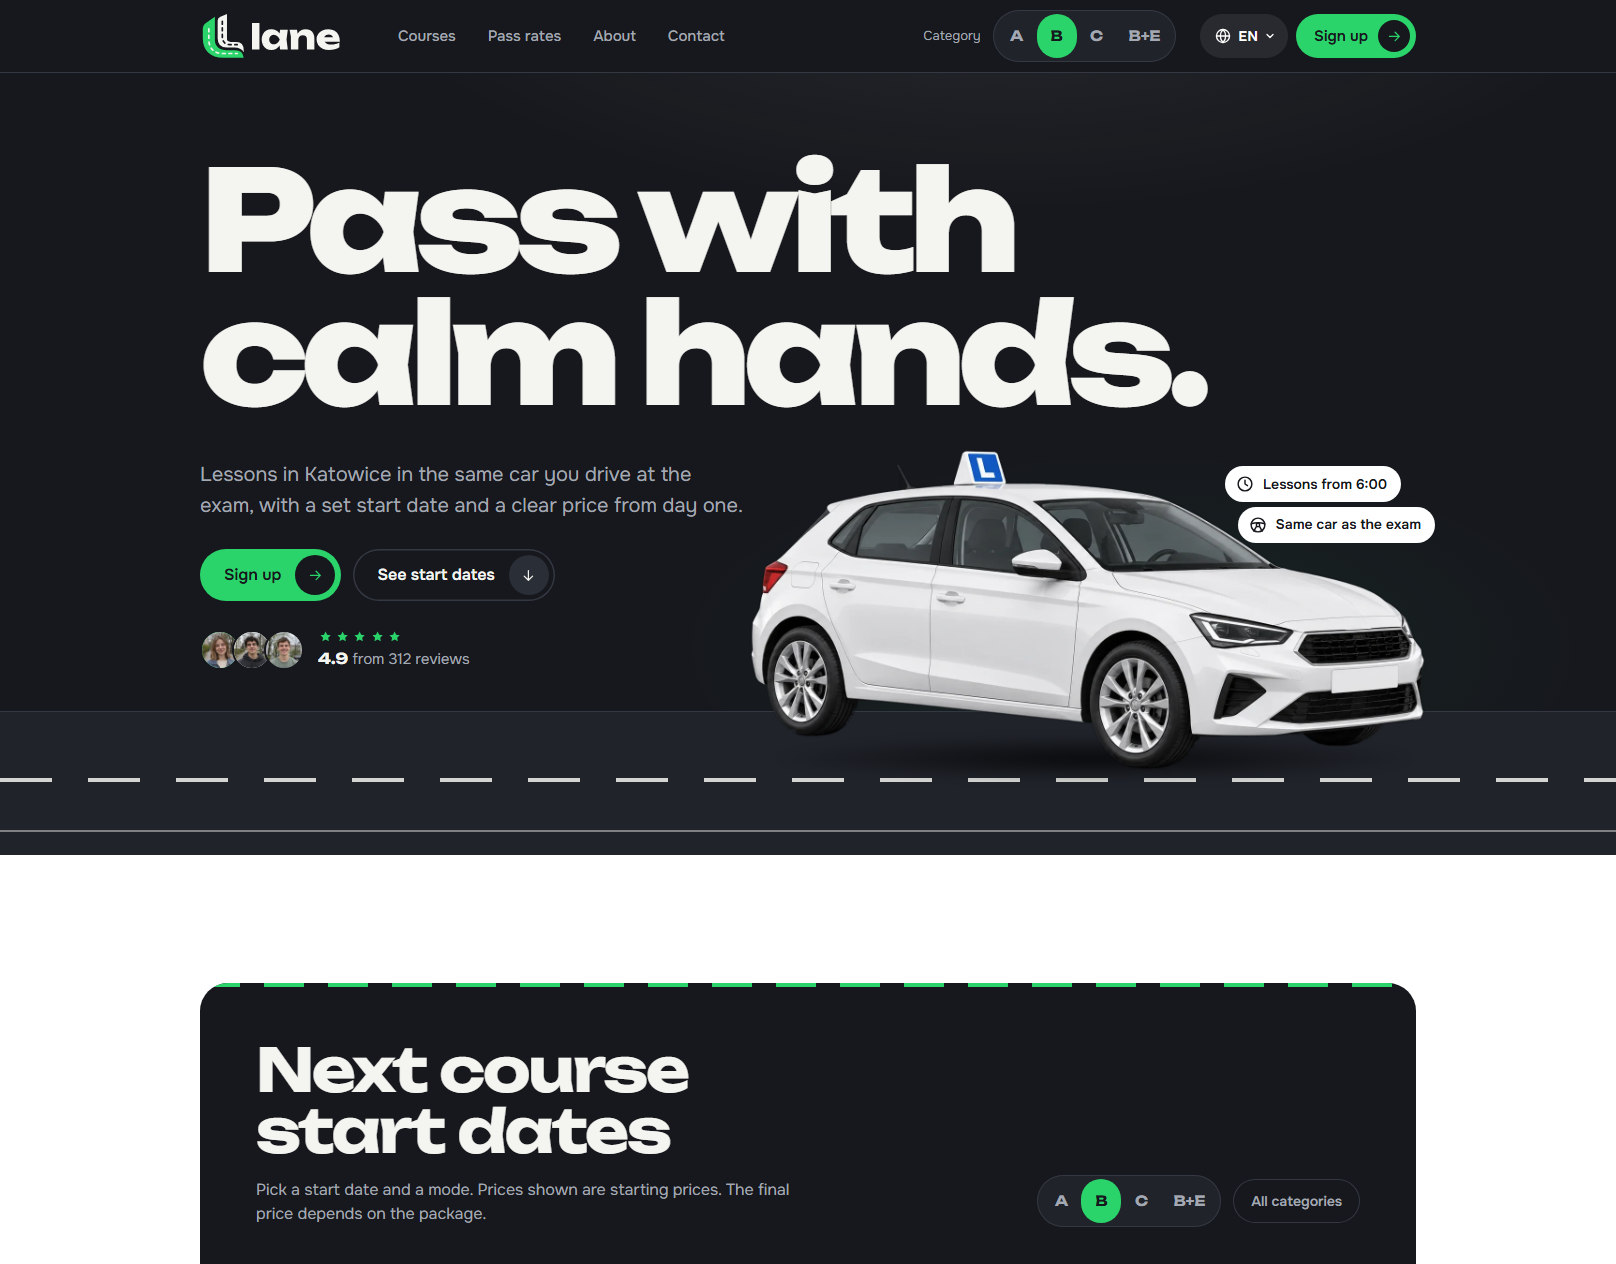 lane
Courses
Pass rates
About
Contact
Category
A
B
C
B+E
EN
Sign up
Pass with
calm hands.
Lessons in Katowice in the same car you drive at the
exam, with a set start date and a clear price from day one.
Sign up
See start dates
4.9 from 312 reviews
L
Lessons from 6:00
Same car as the exam
Next course
start dates
Pick a start date and a mode. Prices shown are starting prices. The final
price depends on the package.
A
B
C
B+E
All categories